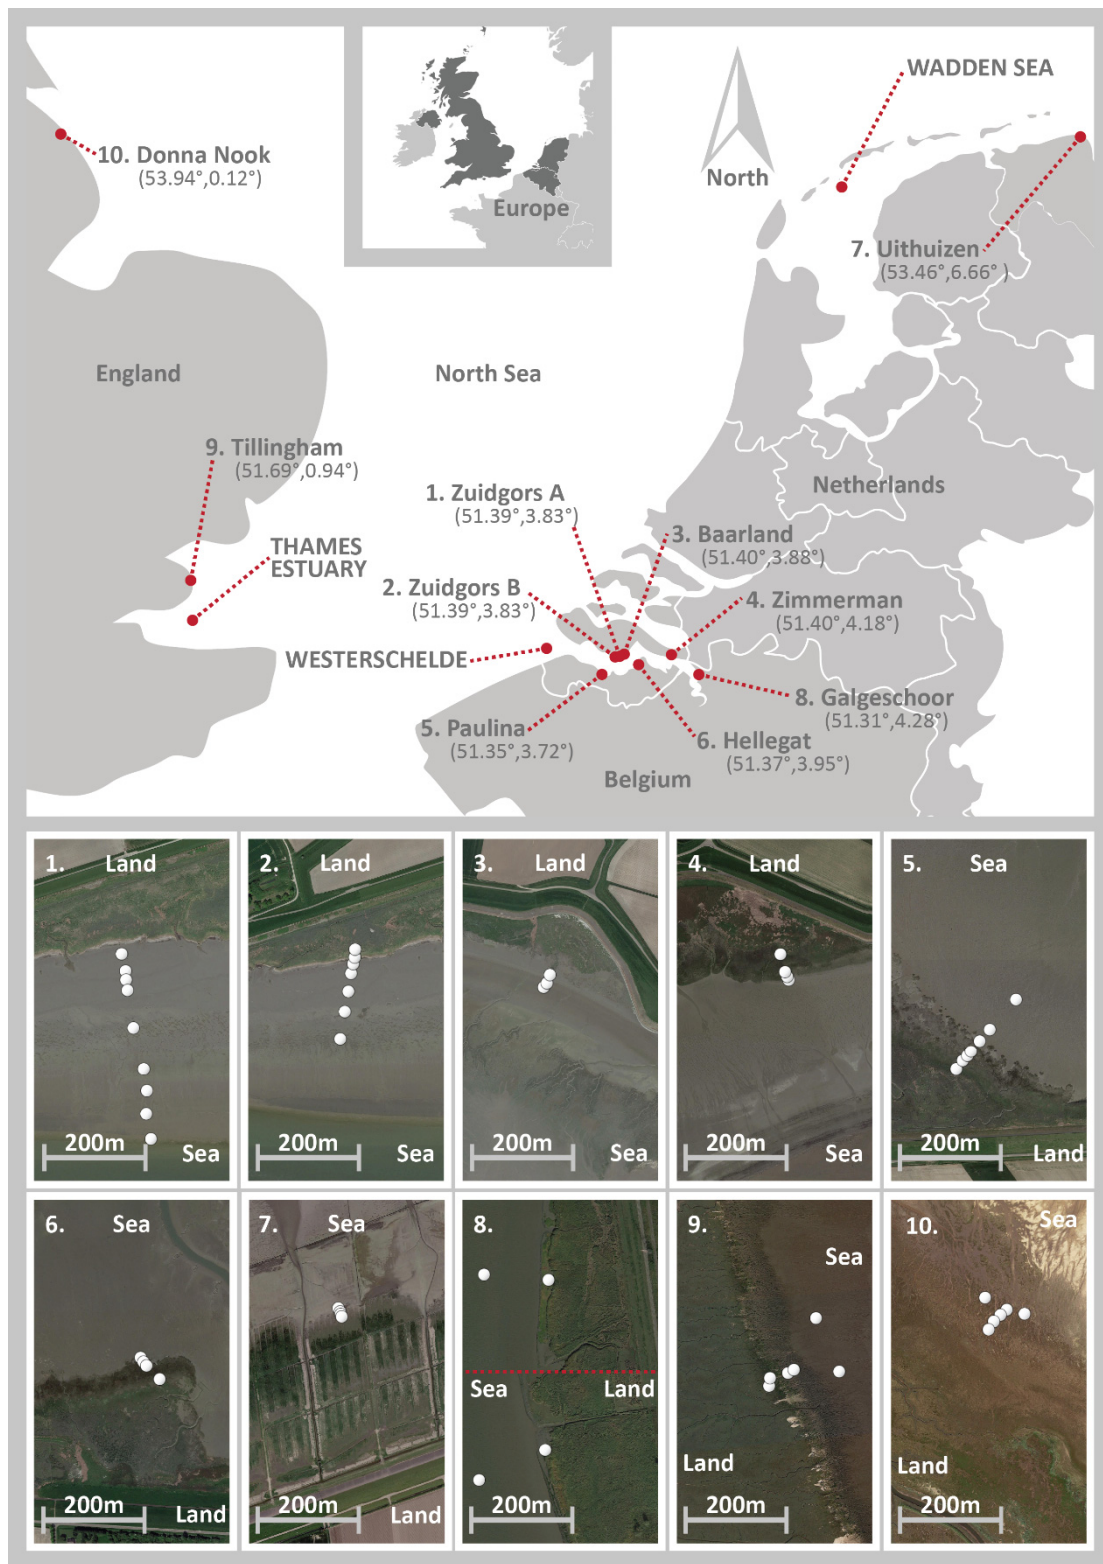 WADDEN SEA
10. Donna Nook
(53.94°,0.12°)
North
Europe
7. Uithuizen
(53.46°,6.66° )
England
North Sea
9. Tillingham
(51.69°,0.94°)
Netherlands
1. Zuidgors A
(51.39°,3.83°)
3. Baarland
(51.40°,3.88°)
THAMES
ESTUARY
2. Zuidgors B
(51.39°,3.83°)
4. Zimmerman
(51.40°,4.18°)
WESTERSCHELDE
8. Galgeschoor
(51.31°,4.28°)
5. Paulina
(51.35°,3.72°)
6. Hellegat
(51.37°,3.95°)
Belgium
1. Land
200m
Sea
2. Land
200m
Sea
3. Land
200m
Sea
4. Land
200m
Sea
5. Sea
200m
Land
6. Sea
200m
Land
7. Sea
200m
Land
8.
Sea Land
200m
9.
Sea
Land
200m
10.
Sea
Land
200m